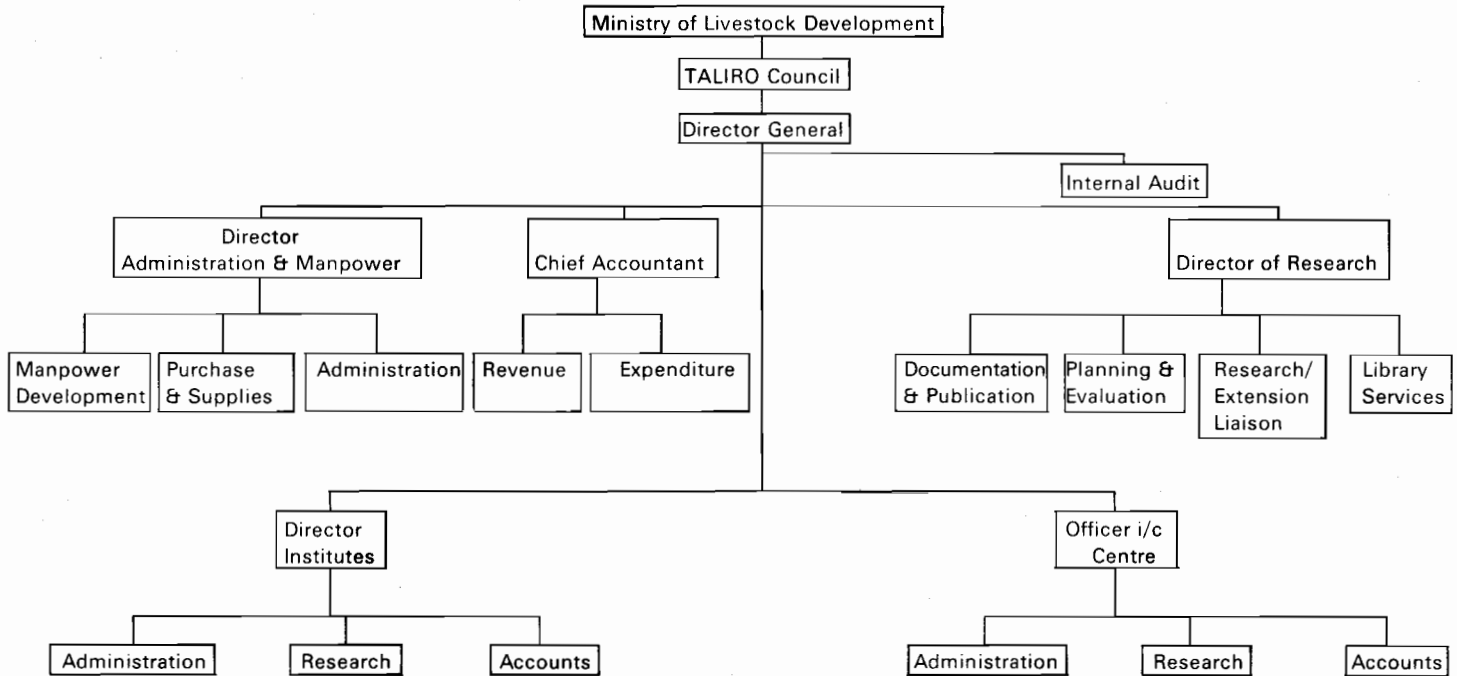 Ministry of Livestock Development
TALIRO Council
Director General
Internal Audit
Director
Administration & Manpower
Chief Accountant
Director of Research
Manpower
Development
Purchase
& Supplies
Administration
Revenue
Expenditure
Documentation
& Publication
Planning &
Evaluation
Research/
Extension
Liaison
Library
Services
Director
Institutes
Officer i/c
Centre
Administration
Research
Accounts
Administration
Research
Accounts